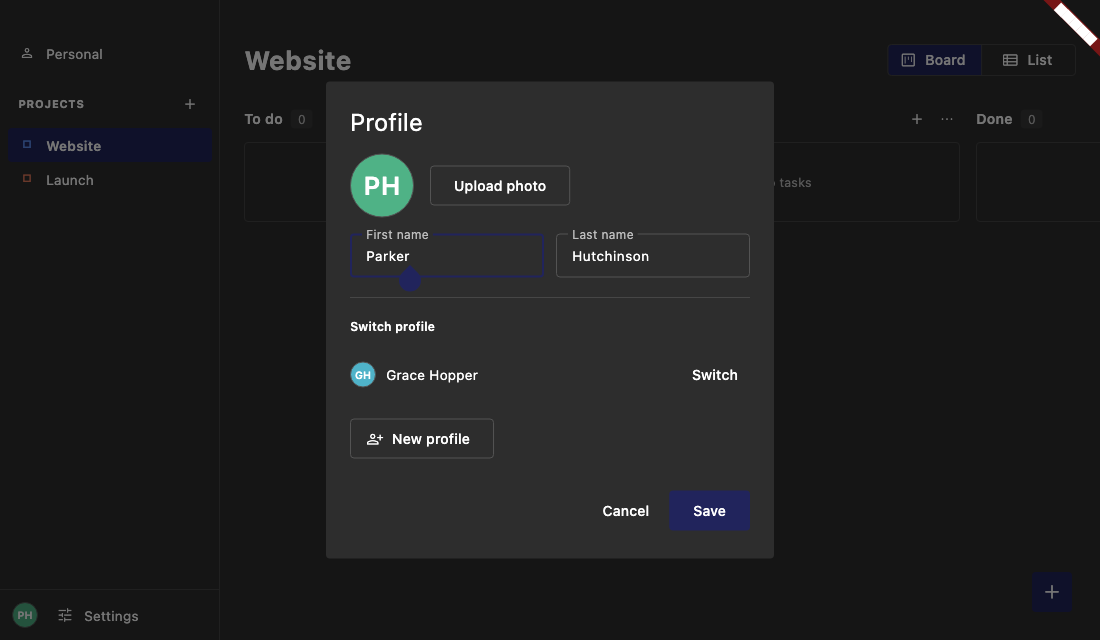 Personal
PROJECTS
Website
Launch
PH
Settings
Website
Board
List
To do 0
Done 0
tasks
Profile
PH
Upload photo
First name
Parker
Last name
Hutchinson
Switch profile
GH
Grace Hopper
Switch
New profile
Cancel
Save